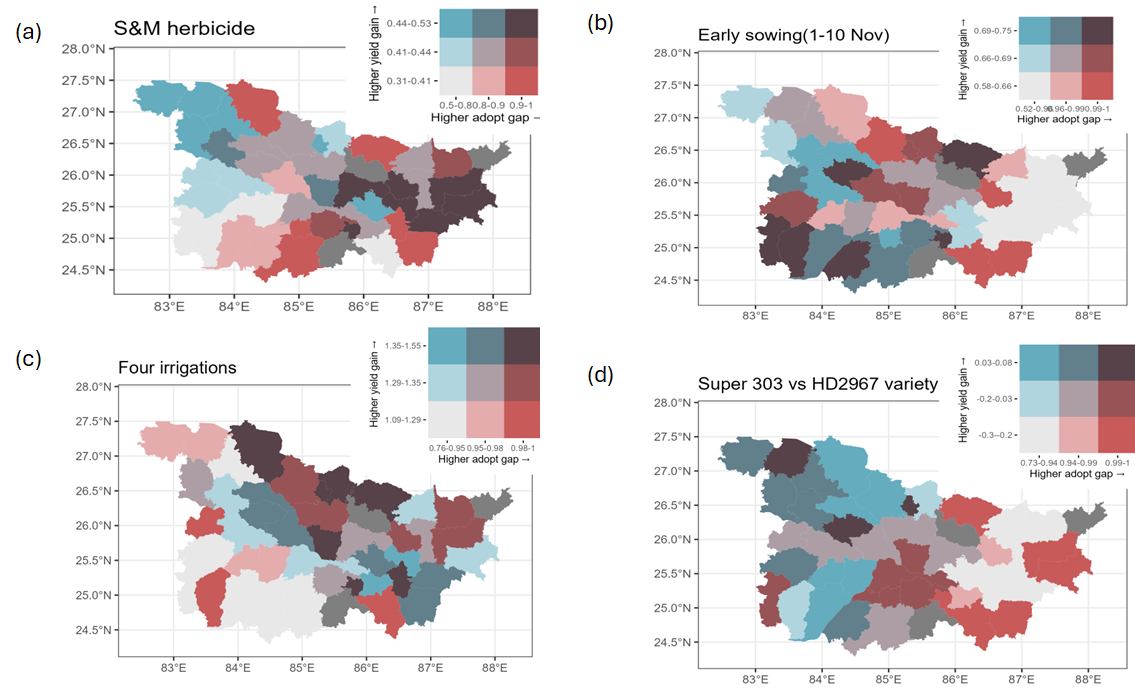 (a)
S&M herbicide
Higher yield gain →
0.44-0.53
0.41-0.44
0.31-0.41
0.5-0.80.8-0.9 0.9-1
Higher adopt gap –
28.0°N
27.5°N
27.0°N
26.5°N
26.0°N
25.5°N
25.0°N
24.5°N
83°E 84°E 85°E 86°E 87°E 88°E
(b)
Early sowing(1-10 Nov)
Higher yield gain →
0.69-0.75
0.66-0.69
0.58-0.66
0.96-0.99 0.99-1
Higher adopt gap →
28.0°N
27.5°N
27.0°N
26.5°N
26.0°N
25.5°N
25.0°N
24.5°N
83°E 84°E 85°E 86°E 87°E 88°E
(c)
Four irrigations
Higher yield gain →
1.35-1.55
1.29-1.35
1.09-1.29
0.76-0.95 0.95-0.98 0.98-1
Higher adopt gap →
28.0°N
27.5°N
27.0°N
26.5°N
26.0°N
25.5°N
25.0°N
24.5°N
83°E 84°E 85°E 86°E 87°E 88°E
(d)
Super 303 vs HD2967 variety
Higher yield gain →
0.03-0.08
-0.2-0.03
-0.3--0.2
0.73-0.94 0.94-0.99 0.99-1
Higher adopt gap →
28.0°N
27.5°N
27.0°N
26.5°N
26.0°N
25.5°N
25.0°N
24.5°N
83°E 84°E 85°E 86°E 87°E 88°E